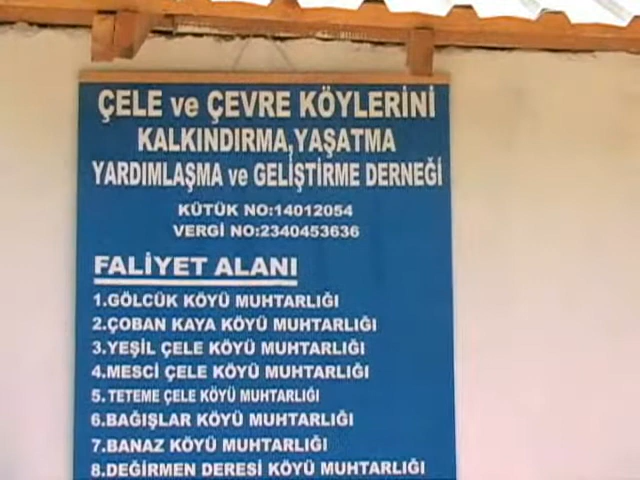 ÇELE ve ÇEVRE KÖYLERİNİ
KALKINDIRMA,YAŞATMA
YARDIMLAŞMA ve GELİŞTİRME DERNEĞİ
KÜTÜK NO:14012054
VERGİ NO:2340453636
FALİYET ALANI
1.GÖLCÜK KÖYÜ MUHTARLIĞI
2.ÇOBAN KAYA KÖYÜ MUHTARLIĞI
3.YEŞİL ÇELE KÖYÜ MUHTARLIĞI
4.MESCİ ÇELE KÖYÜ MUHTARLIĞI
5.TETEME ÇELE KÖYÜ MUHTARLIĞI
6.BAĞIŞLAR KÖYÜ MUHTARLIĞI
7.BANAZ KÖYÜ MUHTARLIĞI
8.DEĞİRMEN DERESİ KÖYÜ MUHTARLIĞI